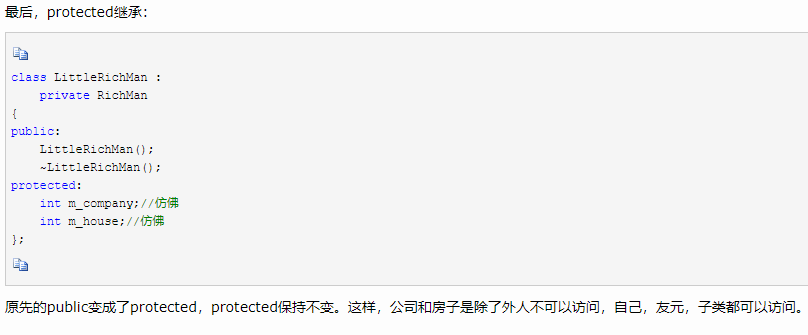 最后，protected继承：
class LittleRichMan :
    private RichMan
{
public:
    LittleRichMan();
    ~LittleRichMan();
protected:
    int m_company;//仿佛
    int m_house;//仿佛
};
原先的public变成了protected，protected保持不变。这样，公司和房子是除了外人不可以访问，自己，友元，子类都可以访问。